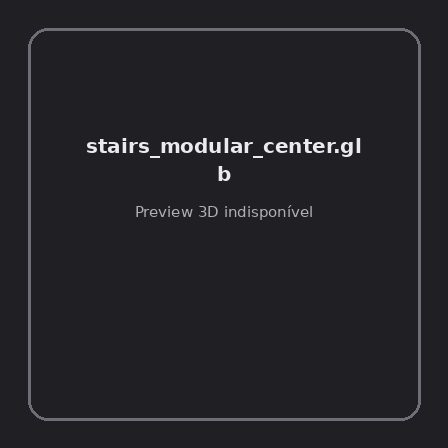 stairs_modular_center.gl
b
Preview 3D indisponível